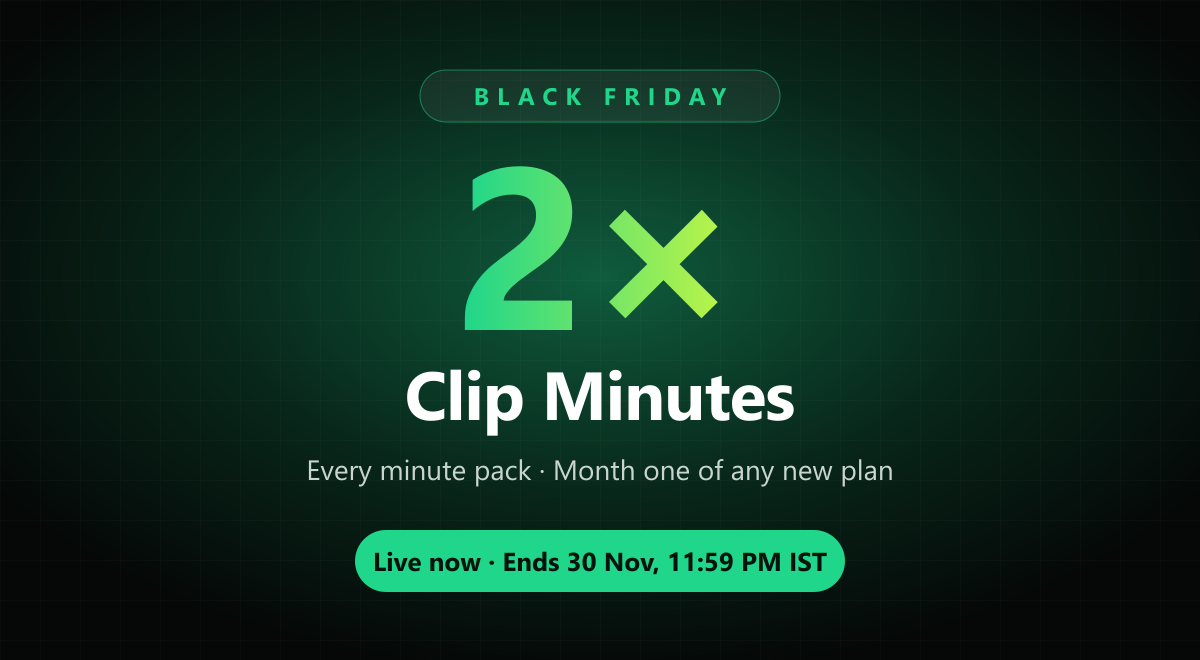 BLACK FRIDAY
2×
Clip Minutes
Every minute pack · Month one of any new plan
Live now · Ends 30 Nov, 11:59 PM IST